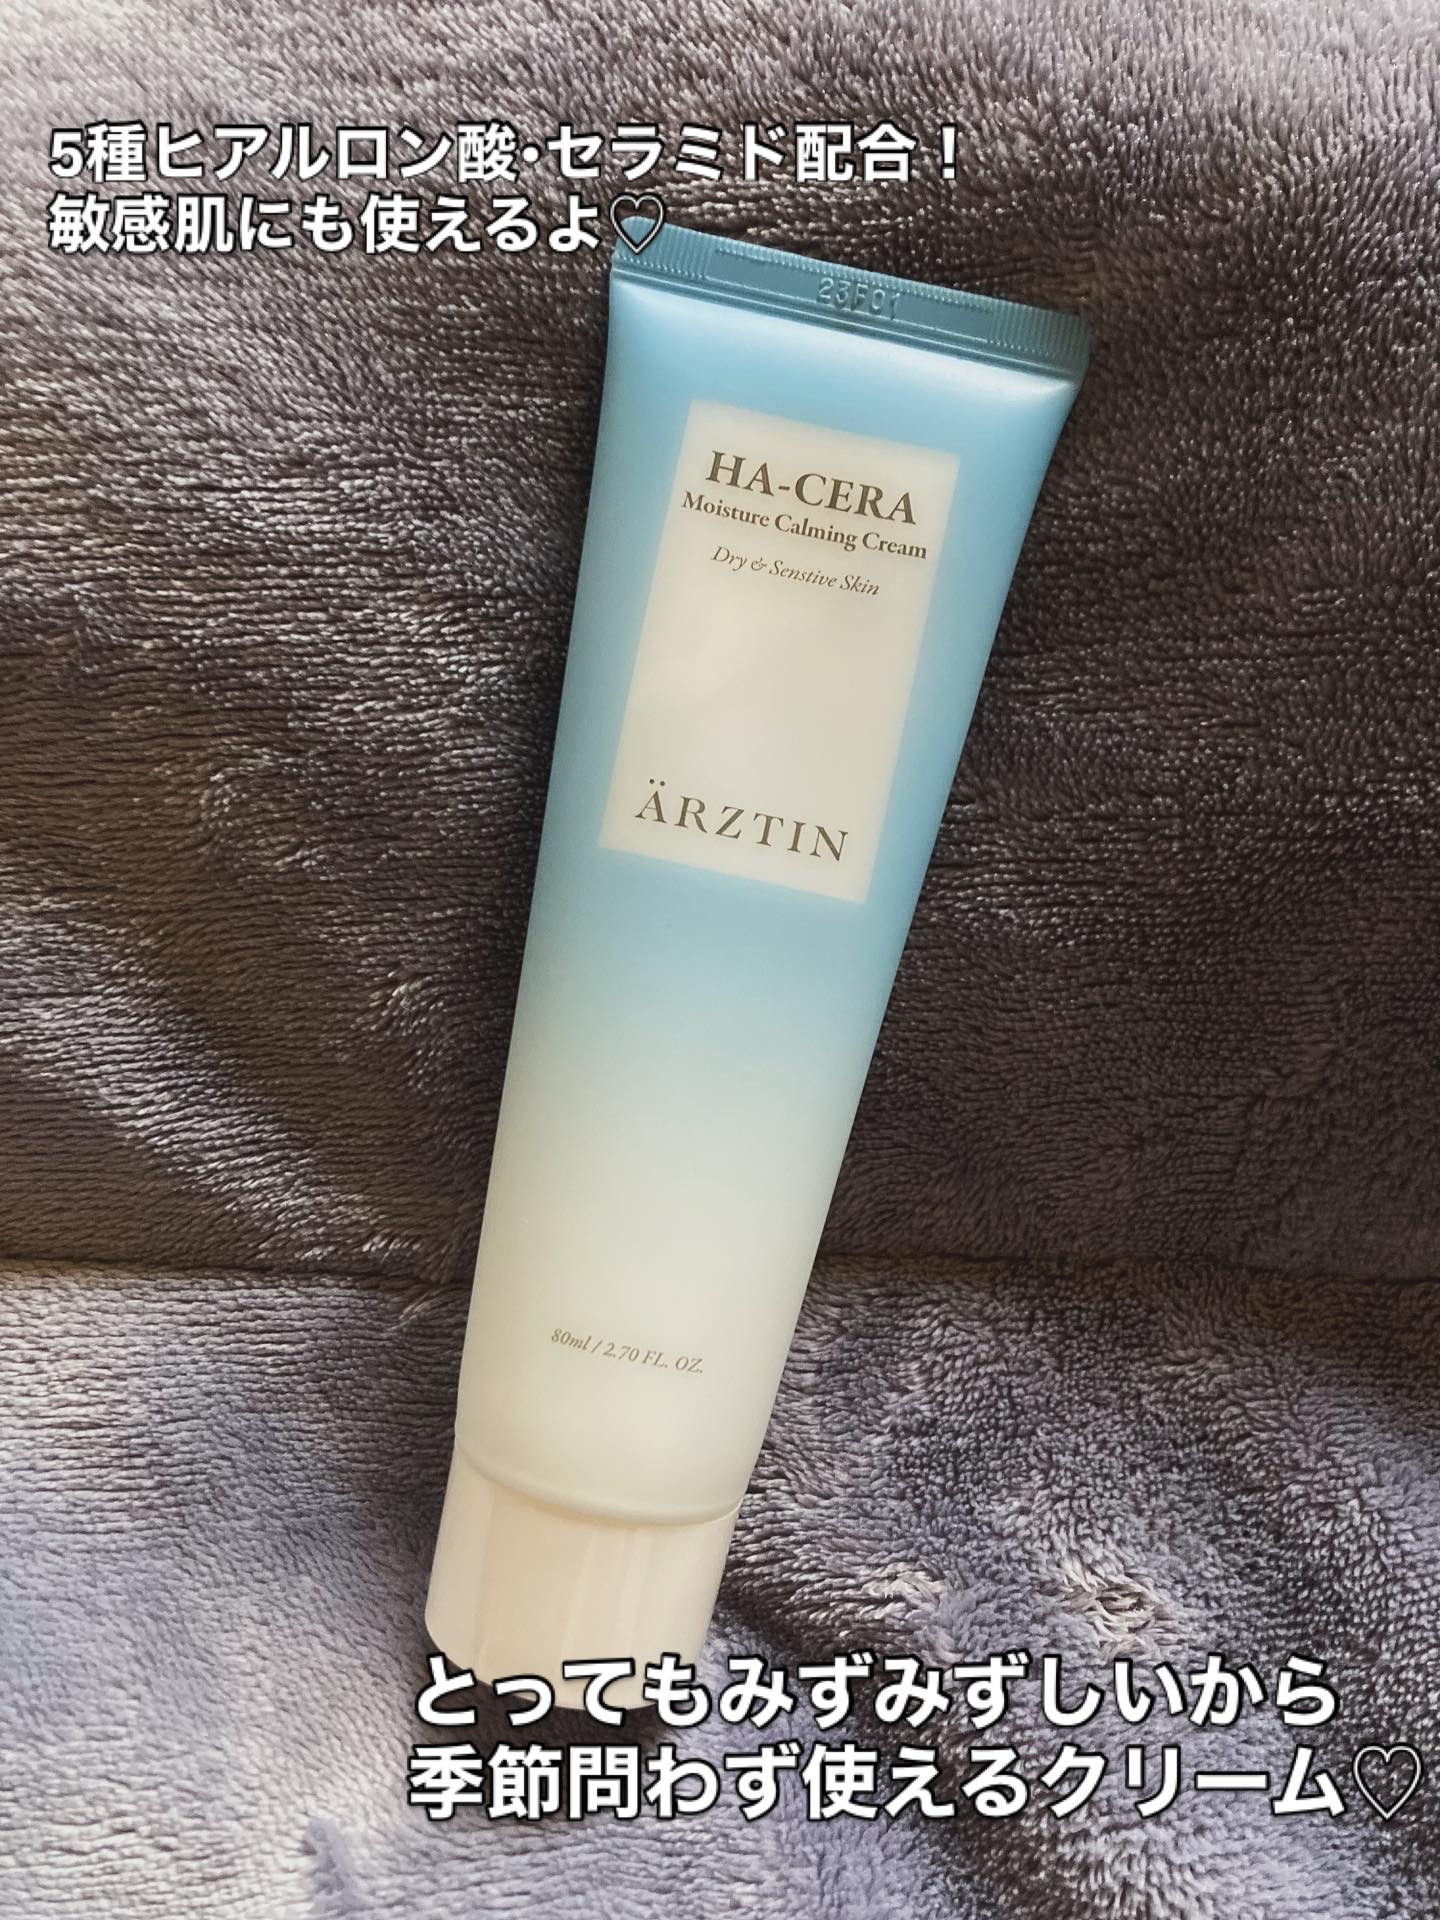 5種ヒアルロン酸・セラミド配合！
敏感肌にも使えるよ♡
23F01
HA-CERA
Moisture Calming Cream
Dry & Senstive Skin
ÄRZTIN
80ml / 2.70 FL. OZ.
とってもみずみずしいから
季節問わず使えるクリーム♡